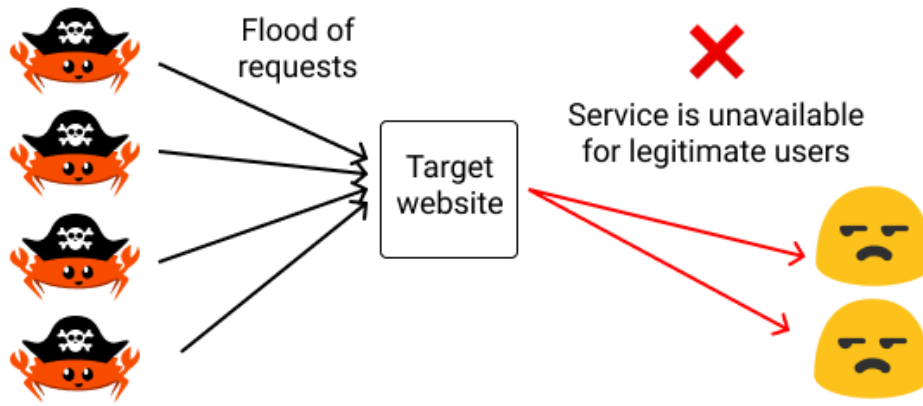 Flood of
requests
Target
website
Service is unavailable
for legitimate users